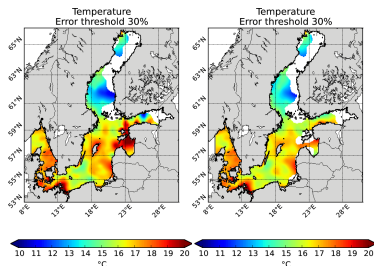 Temperature
Error threshold 30%
Temperature
Error threshold 30%
65°N
63°N
61°N
59°N
57°N
55°N
53°N
8°E 13°E 18°E 23°E 28°E
65°N
63°N
61°N
59°N
57°N
55°N
53°N
8°E 13°E 18°E 23°E 28°E
10 11 12 13 14 15 16 17 18 19 20
°C
10 11 12 13 14 15 16 17 18 19 20
°C